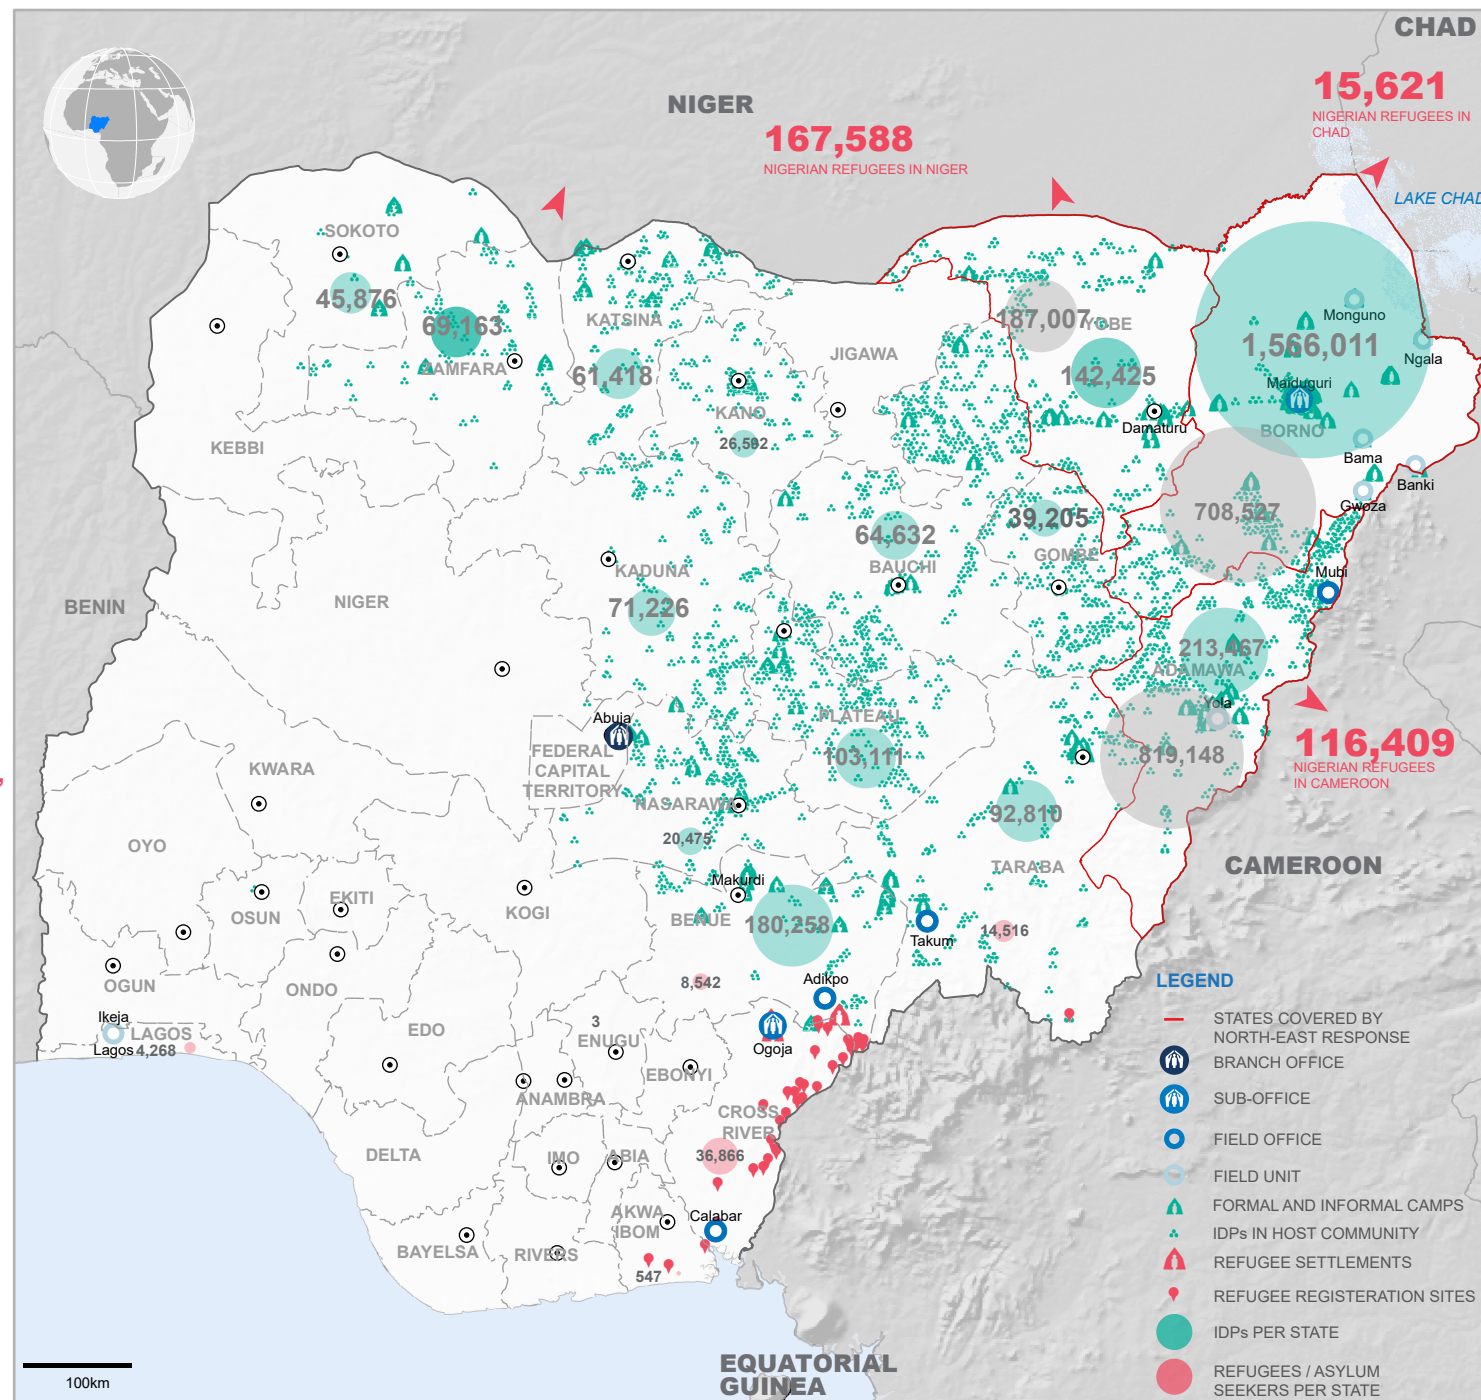 CHAD
15,621
NIGERIAN REFUGEES IN
CHAD
NIGER
167,588
NIGERIAN REFUGEES IN NIGER
LAKE CHAD
SOKOTO
45,876
69,163
ZAMFARA
KATSINA
61,418
JIGAWA
KANO
26,592
187,007
YOBE
142,425
Damaturu
Monguno
1,566,011
Ngala
Maiduguri
BORNO
Bama
Banki
Gwoza
708,527
KEBBI
64,632
BAUCHI
39,205
GOMBE
Mubi
BENIN
NIGER
KADUNA
71,226
213,467
ADAMAWA
Yola
819,148
116,409
NIGERIAN REFUGEES
IN CAMEROON
Abuja
FEDERAL
CAPITAL
TERRITORY
PLATEAU
103,111
KWARA
NASARAWA
20,475
92,810
TARABA
CAMEROON
OYO
OSUN
EKITI
KOGI
Makurdi
BENUE
180,258
Takum
14,516
OGUN
ONDO
8,542
Adikpo
Ikeja
LAGOS
Lagos 4,268
EDO
3
ENUGU
EBONYI
Ogoja
ANAMBRA
CROSS
RIVER
36,866
DELTA
IMO
ABIA
AKWA
IBOM
Calabar
BAYELSA
RIVERS
547
LEGEND
STATES COVERED BY
NORTH-EAST RESPONSE
BRANCH OFFICE
SUB-OFFICE
FIELD OFFICE
FIELD UNIT
FORMAL AND INFORMAL CAMPS
IDPs IN HOST COMMUNITY
REFUGEE SETTLEMENTS
REFUGEE REGISTERATION SITES
IDPs PER STATE
REFUGEES / ASYLUM
SEEKERS PER STATE
100km
EQUATORIAL
GUINEA